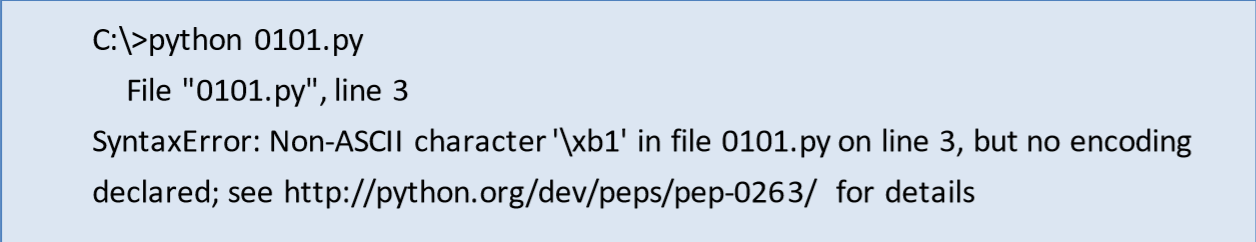 C:\>python 0101.py
File "0101.py", line 3
SyntaxError: Non-ASCII character '\xb1' in file 0101.py on line 3, but no encoding
declared; see http://python.org/dev/peps/pep-0263/ for details